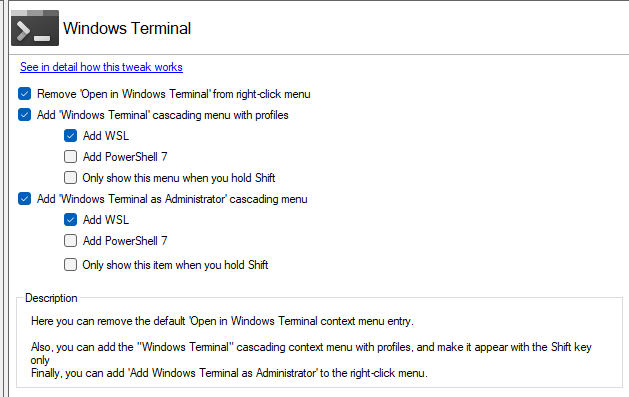 Windows Terminal
See in detail how this tweak works
Remove 'Open in Windows Terminal' from right-click menu
Add 'Windows Terminal' cascading menu with profiles
Add WSL
Add PowerShell 7
Only show this menu when you hold Shift
Add 'Windows Terminal as Administrator' cascading menu
Add WSL
Add PowerShell 7
Only show this item when you hold Shift
Description
Here you can remove the default 'Open in Windows Terminal context menu entry.
Also, you can add the "Windows Terminal" cascading context menu with profiles, and make it appear with the Shift key
only
Finally, you can add 'Add Windows Terminal as Administrator' to the right-click menu.